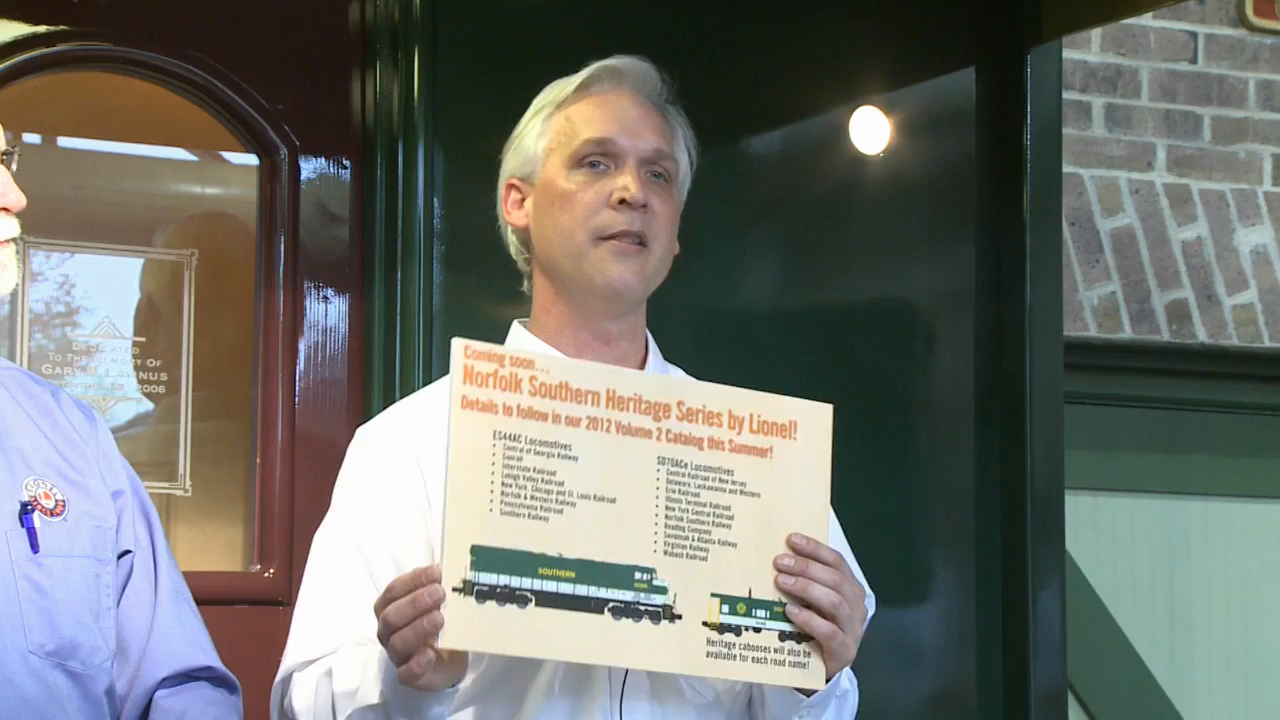 Coming soon...
Norfolk Southern Heritage Series by Lionel!
Details to follow in our 2012 Volume 2 Catalog this Summer!
ES44AC Locomotives
• Central of Georgia Railway
• Conrail
• Interstate Railroad
• Lehigh Valley Railroad
• New York, Chicago and St. Louis Railroad
• Norfolk & Western Railway
• Pennsylvania Railroad
• Southern Railway
SD70ACe Locomotives
• Central Railroad of New Jersey
• Delaware, Lackawanna and Western
• Erie Railroad
• Illinois Terminal Railroad
• New York Central Railroad
• Norfolk Southern Railway
• Reading Company
• Savannah & Atlanta Railway
• Virginian Railway
• Wabash Railroad
SOUTHERN
Heritage cabooses will also be
available for each road name!
DEDICATED
TO THE MEMORY OF
GARY
2006